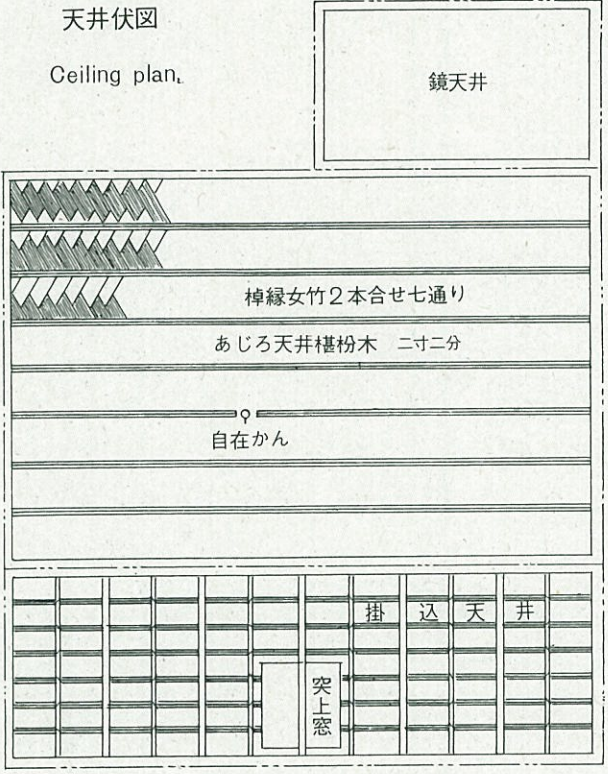 天井伏図
Ceiling plan.
鏡天井
棹縁女竹2本合せ七通り
あじろ天井椹枌木 二寸二分
自在かん
掛込天井
突上窓